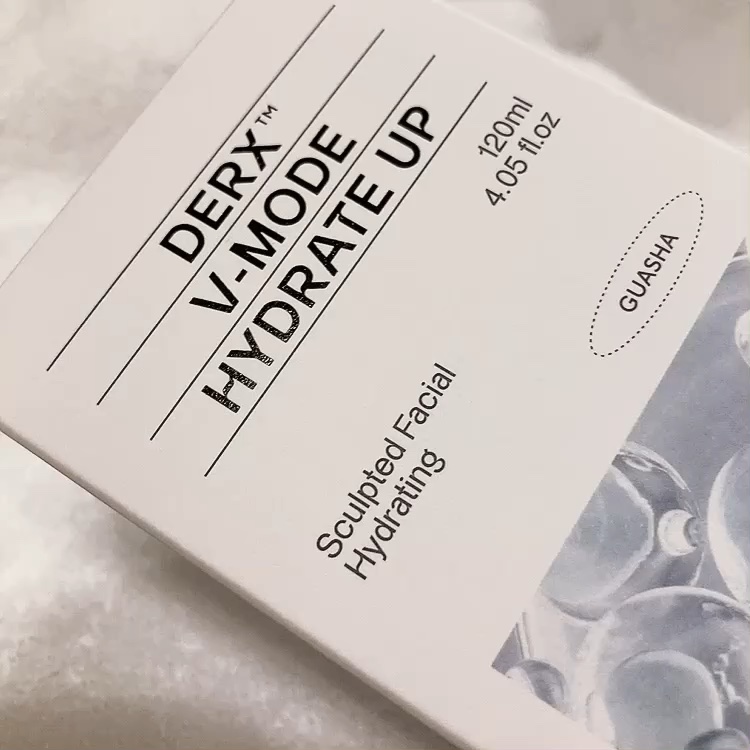 DERX™
V-MODE
HYDRATE UP
120ml
4.05 fl.oz
GUASHA
Sculpted Facial
Hydrating